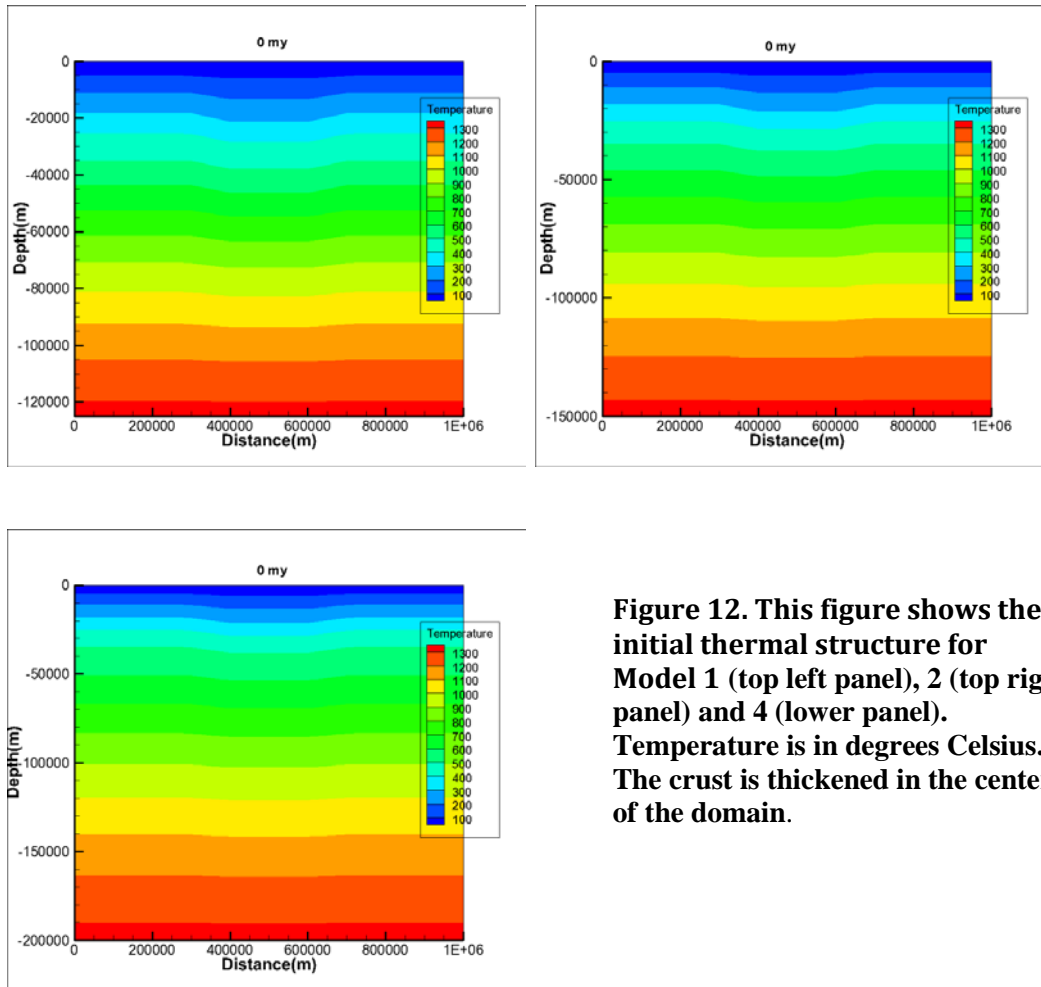 0 my
0
-20000
-40000
-60000
-80000
-100000
-120000
Depth(m)
0 200000 400000 600000 800000 1E+06
Distance(m)
Temperature
1300
1200
1100
1000
900
800
700
600
500
400
300
200
100
0 my
0
-50000
-100000
-150000
Depth(m)
0 200000 400000 600000 800000 1E+06
Distance(m)
Temperature
1300
1200
1100
1000
900
800
700
600
500
400
300
200
100
0 my
0
-50000
-100000
-150000
-200000
Depth(m)
0 200000 400000 600000 800000 1E+06
Distance(m)
Temperature
1300
1200
1100
1000
900
800
700
600
500
400
300
200
100
Figure 12. This figure shows the
initial thermal structure for
Model 1 (top left panel), 2 (top rig
panel) and 4 (lower panel).
Temperature is in degrees Celsius.
The crust is thickened in the cente
of the domain.